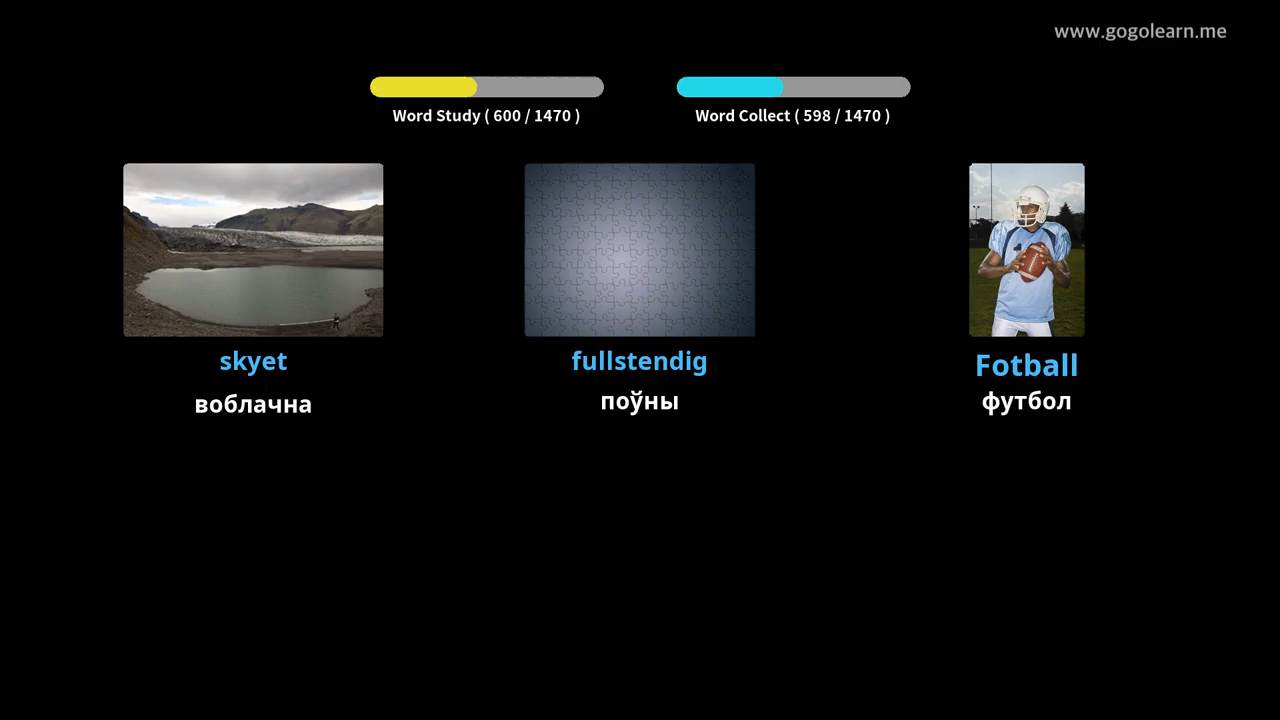 www.gogolearn.me
Word Study ( 600 / 1470 )
Word Collect ( 598 / 1470 )
skyet
fullstendig
Fotball
воблачна
поўны
футбол